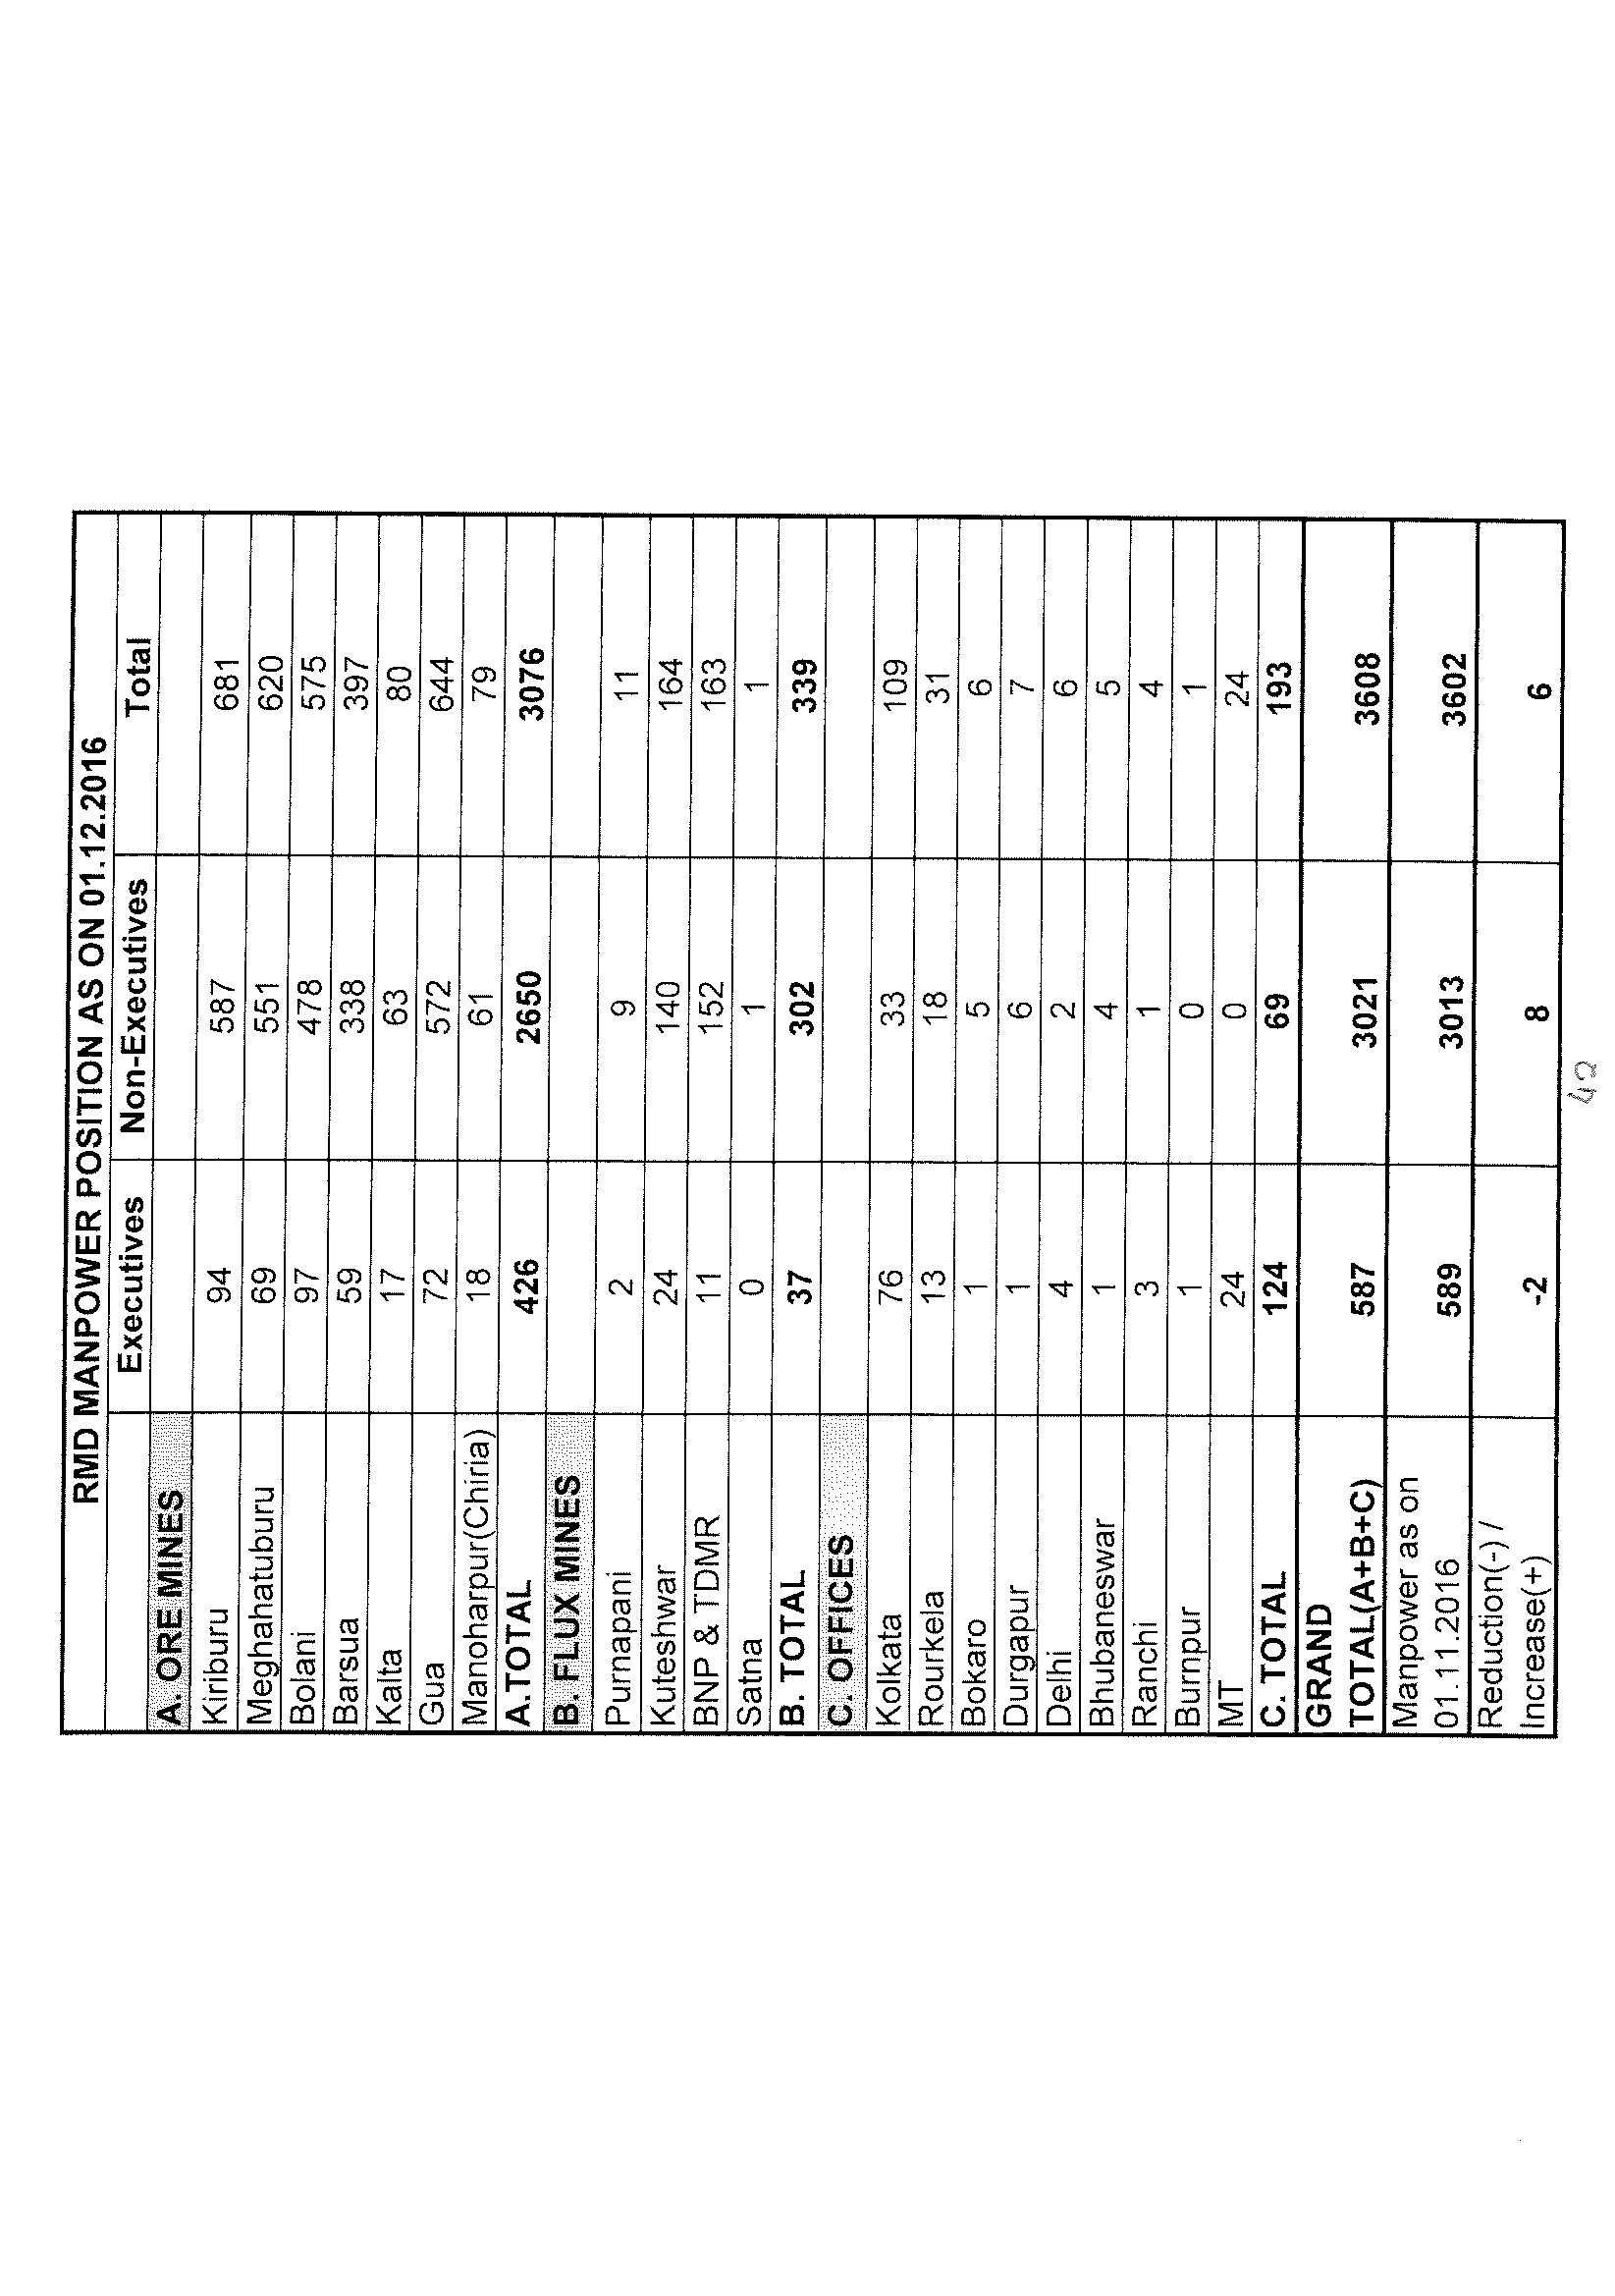 RMD MANPOWER POSITION AS ON 01.12.2016
Executives Non-Executives Total
A. ORE MINES
Kiriburu 94 587 681
Meghahatuburu 69 551 620
Bolani 97 478 575
Barsua 59 338 397
Kalta 17 63 80
Gua 72 572 644
Manoharpur(Chiria) 18 61 79
A.TOTAL 426 2650 3076
B. FLUX MINES
Purnapani 2 9 11
Kuteshwar 24 140 164
BNP & TDMR 11 152 163
Satna 0 1 1
B. TOTAL 37 302 339
C. OFFICES
Kolkata 76 33 109
Rourkela 13 18 31
Bokaro 1 5 6
Durgapur 1 6 7
Delhi 4 2 6
Bhubaneswar 1 4 5
Ranchi 3 1 4
Burnpur 1 0 1
MT 24 0 24
C. TOTAL 124 69 193
GRAND
TOTAL(A+B+C) 587 3021 3608
Manpower as on
01.11.2016 589 3013 3602
Reduction(-) /
Increase(+) -2 8 6